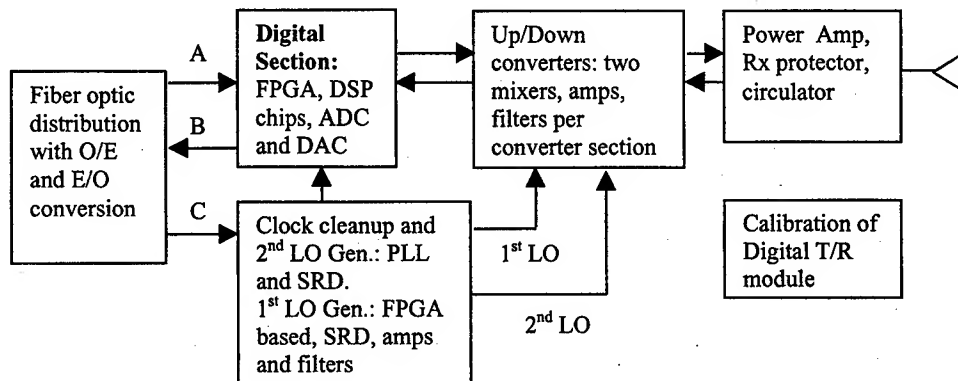 Fiber optic
distribution
with O/E
and E/O
conversion
A
B
C
Digital
Section:
FPGA, DSP
chips, ADC
and DAC
Clock cleanup and
2nd LO Gen.: PLL
and SRD.
1st LO Gen.: FPGA
based, SRD, amps
and filters
Up/Down
converters: two
mixers, amps,
filters per
converter section
1st LO
2nd LO
Power Amp,
Rx protector,
circulator
Calibration of
Digital T/R
module